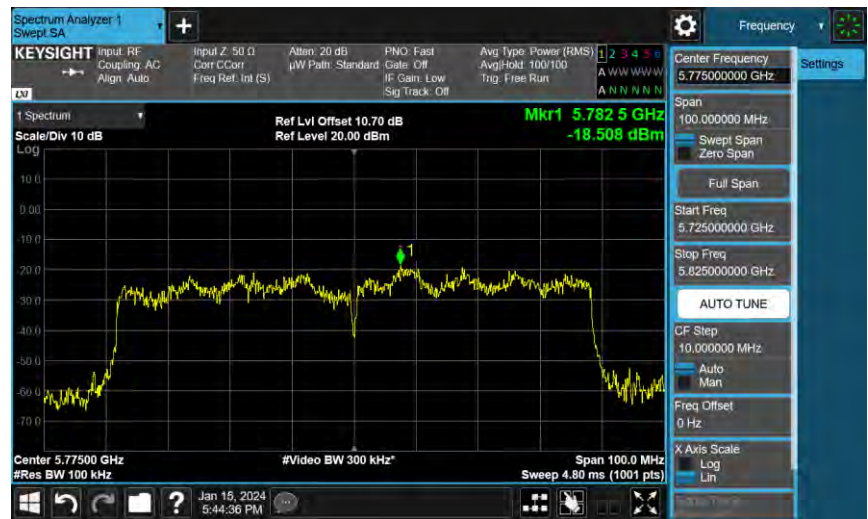 Spectrum Analyzer 1
Swept SA
+
Frequency
KEYSIGHT
Input: RF
Coupling: AC
Align: Auto
Input Z: 50 Ω
Corr CCorr
Freq Ref: Int (S)
Atten: 20 dB
µW Path: Standard
PNO: Fast
Gate: Off
IF Gain: Low
Sig Track: Off
Avg Type: Power (RMS)
Avg|Hold: 100/100
Trig: Free Run
1 2 3 4 5 6
A W W W W W
A N N N N N
LXI
1 Spectrum
Scale/Div 10 dB
Ref Lvl Offset 10.70 dB
Ref Level 20.00 dBm
Mkr1 5.782 5 GHz
-18.508 dBm
Log
10.0
0.00
-10.0
-20.0
-30.0
-40.0
-50.0
-60.0
-70.0
1
Center 5.77500 GHz
#Res BW 100 kHz
#Video BW 300 kHz*
Span 100.0 MHz
Sweep 4.80 ms (1001 pts)
Center Frequency
5.775000000 GHz
Settings
Span
100.000000 MHz
Swept Span
Zero Span
Full Span
Start Freq
5.725000000 GHz
Stop Freq
5.825000000 GHz
AUTO TUNE
CF Step
10.000000 MHz
Auto
Man
Freq Offset
0 Hz
X Axis Scale
Log
Lin
?
Jan 15, 2024
5:44:36 PM